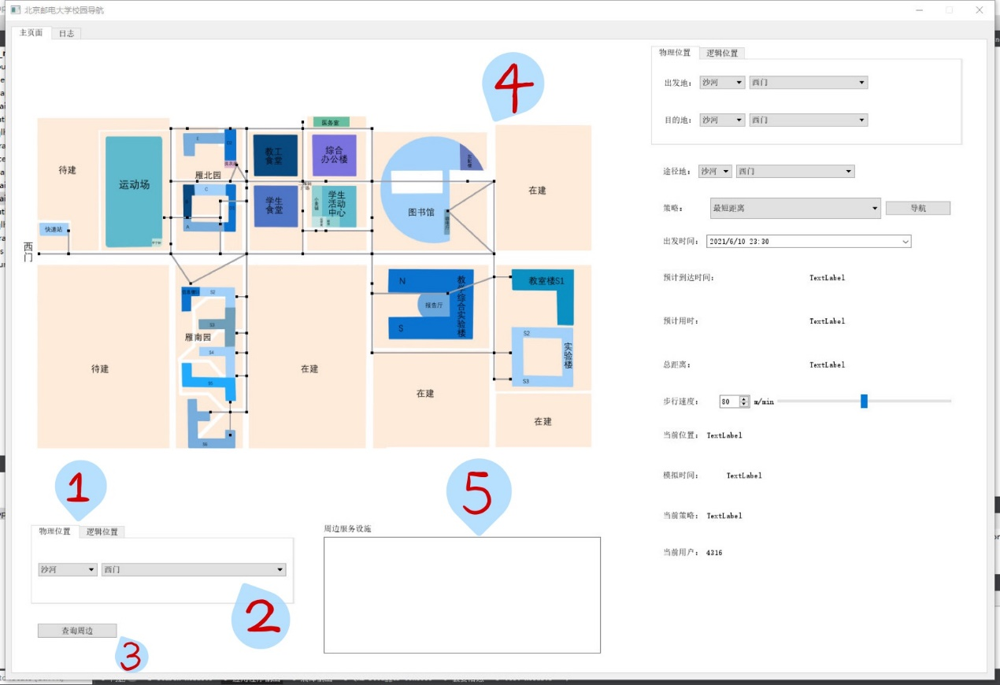 北京邮电大学校园导航
主页面
日志
物理位置
逻辑位置
出发地：
沙河
西门
目的地：
沙河
西门
途径地：
沙河
西门
策略：
最短距离
导航
出发时间：
2021/6/10 23:30
预计到达时间：
TextLabel
预计用时：
TextLabel
总距离：
TextLabel
步行速度：
80
m/min
当前位置：
TextLabel
模拟时间：
TextLabel
当前策略：
TextLabel
当前用户：
4316
4
医务室
待建
运动场
雁北园
教工
食堂
综合
办公楼
C
A
学生
食堂
学生
活动
中心
图书馆
在建
快递站
西门
N
S
教学综合实验楼
报告厅
教室楼S1
S2
实验楼
S3
S2
S3
雁南园
S4
S5
S6
待建
在建
在建
在建
1
物理位置
逻辑位置
沙河
西门
2
查询周边
3
5
周边服务设施